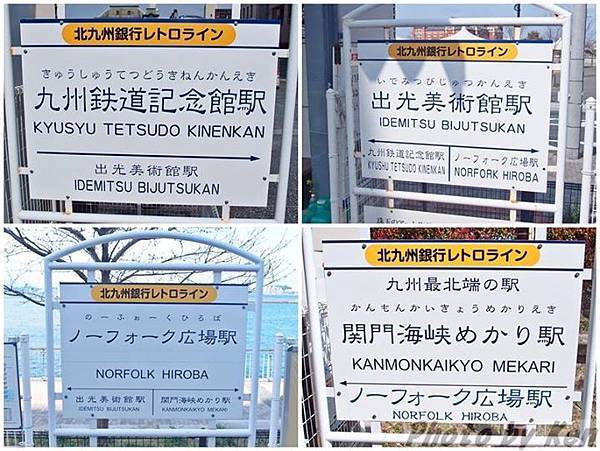 北九州銀行レトロライン
きゅうしゅうてつどうきねんかんえき
九州鉄道記念館駅
KYUSYU TETSUDO KINENKAN
出光美術館駅
IDEMITSU BIJUTSUKAN
北九州銀行レトロライン
いでみつびじゅつかんえき
出光美術館駅
IDEMITSU BIJUTSUKAN
九州鉄道記念館駅 ノーフォーク広場駅
KYUSHU TETSUDO KINENKAN NORFORK HIROBA
北九州銀行レトロライン
のーふぉーくひろば
ノーフォーク広場駅
NORFOLK HIROBA
出光美術館駅 関門海峡めかり駅
IDEMITSU BIJUTSUKAN KANMONKAIKYO MEKARI
北九州銀行レトロライン
九州最北端の駅
かんもんかいきょうめかりえき
関門海峡めかり駅
KANMONKAIKYO MEKARI
ノーフォーク広場駅
NORFOLK HIROBA
Photo by Ken